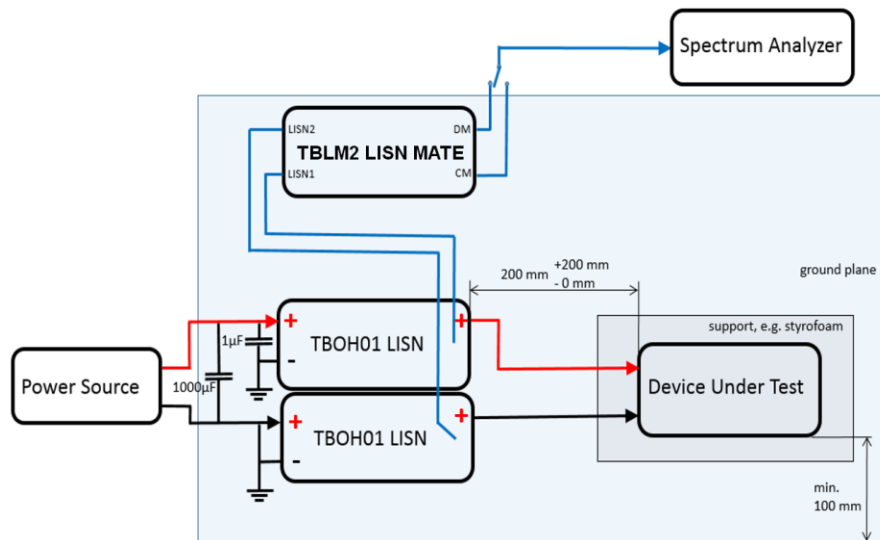 Spectrum Analyzer
LISN2
DM
TBLM2 LISN MATE
LISN1
CM
200 mm +200 mm
- 0 mm
ground plane
+
1µF
-
TBOH01 LISN
+
support, e.g. styrofoam
Power Source
1000µF
Device Under Test
+
-
TBOH01 LISN
+
min.
100 mm